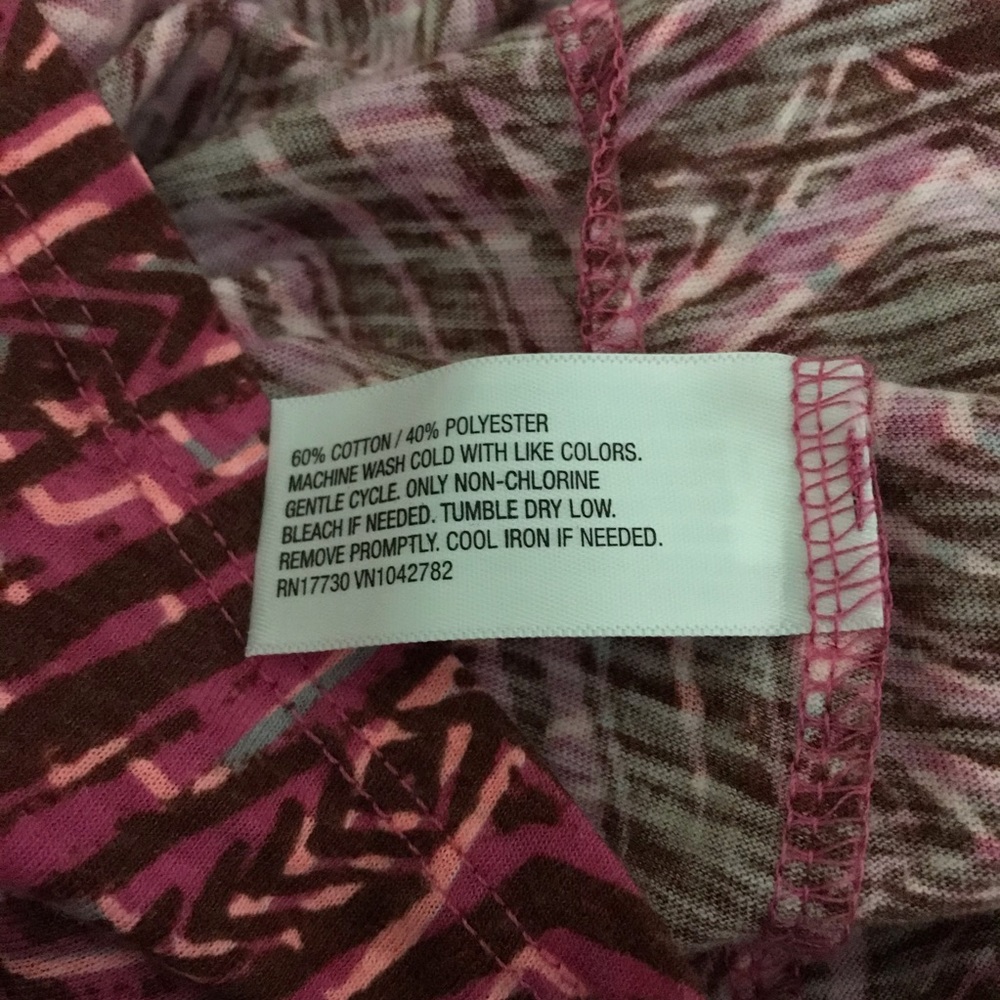 60% COTTON / 40% POLYESTER
MACHINE WASH COLD WITH LIKE COLORS.
GENTLE CYCLE. ONLY NON-CHLORINE
BLEACH IF NEEDED. TUMBLE DRY LOW.
REMOVE PROMPTLY. COOL IRON IF NEEDED.
RN17730 VN1042782